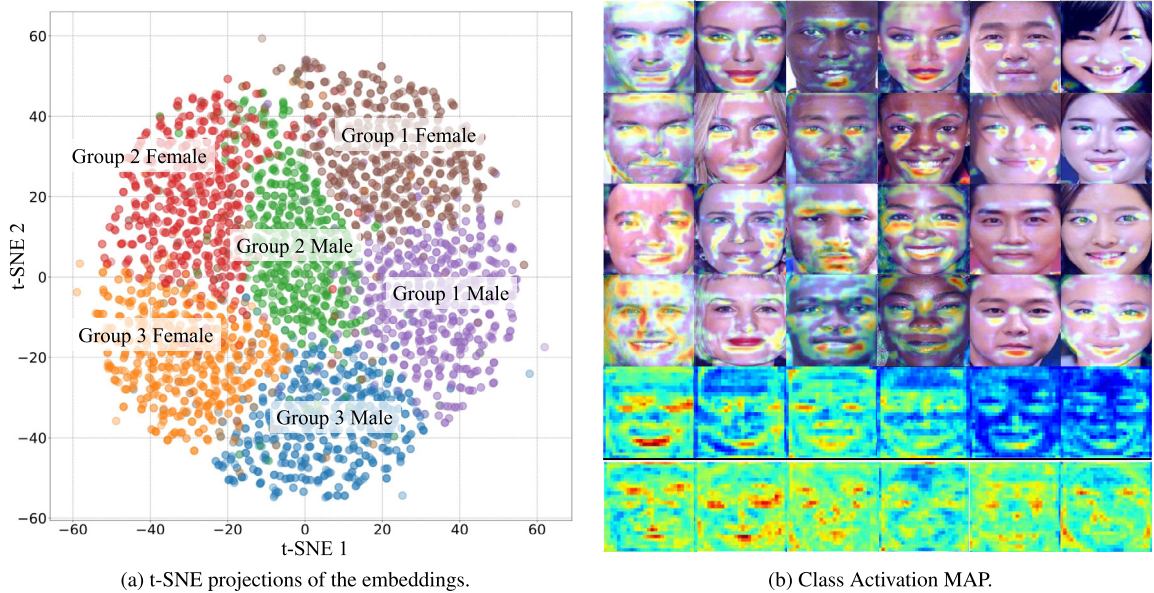 60
40
20
0
−20
−40
−60
−60
−40
−20
0
20
40
60
t-SNE 2
t-SNE 1
Group 1 Female
Group 2 Female
Group 2 Male
Group 1 Male
Group 3 Female
Group 3 Male
(a) t-SNE projections of the embeddings.
(b) Class Activation MAP.